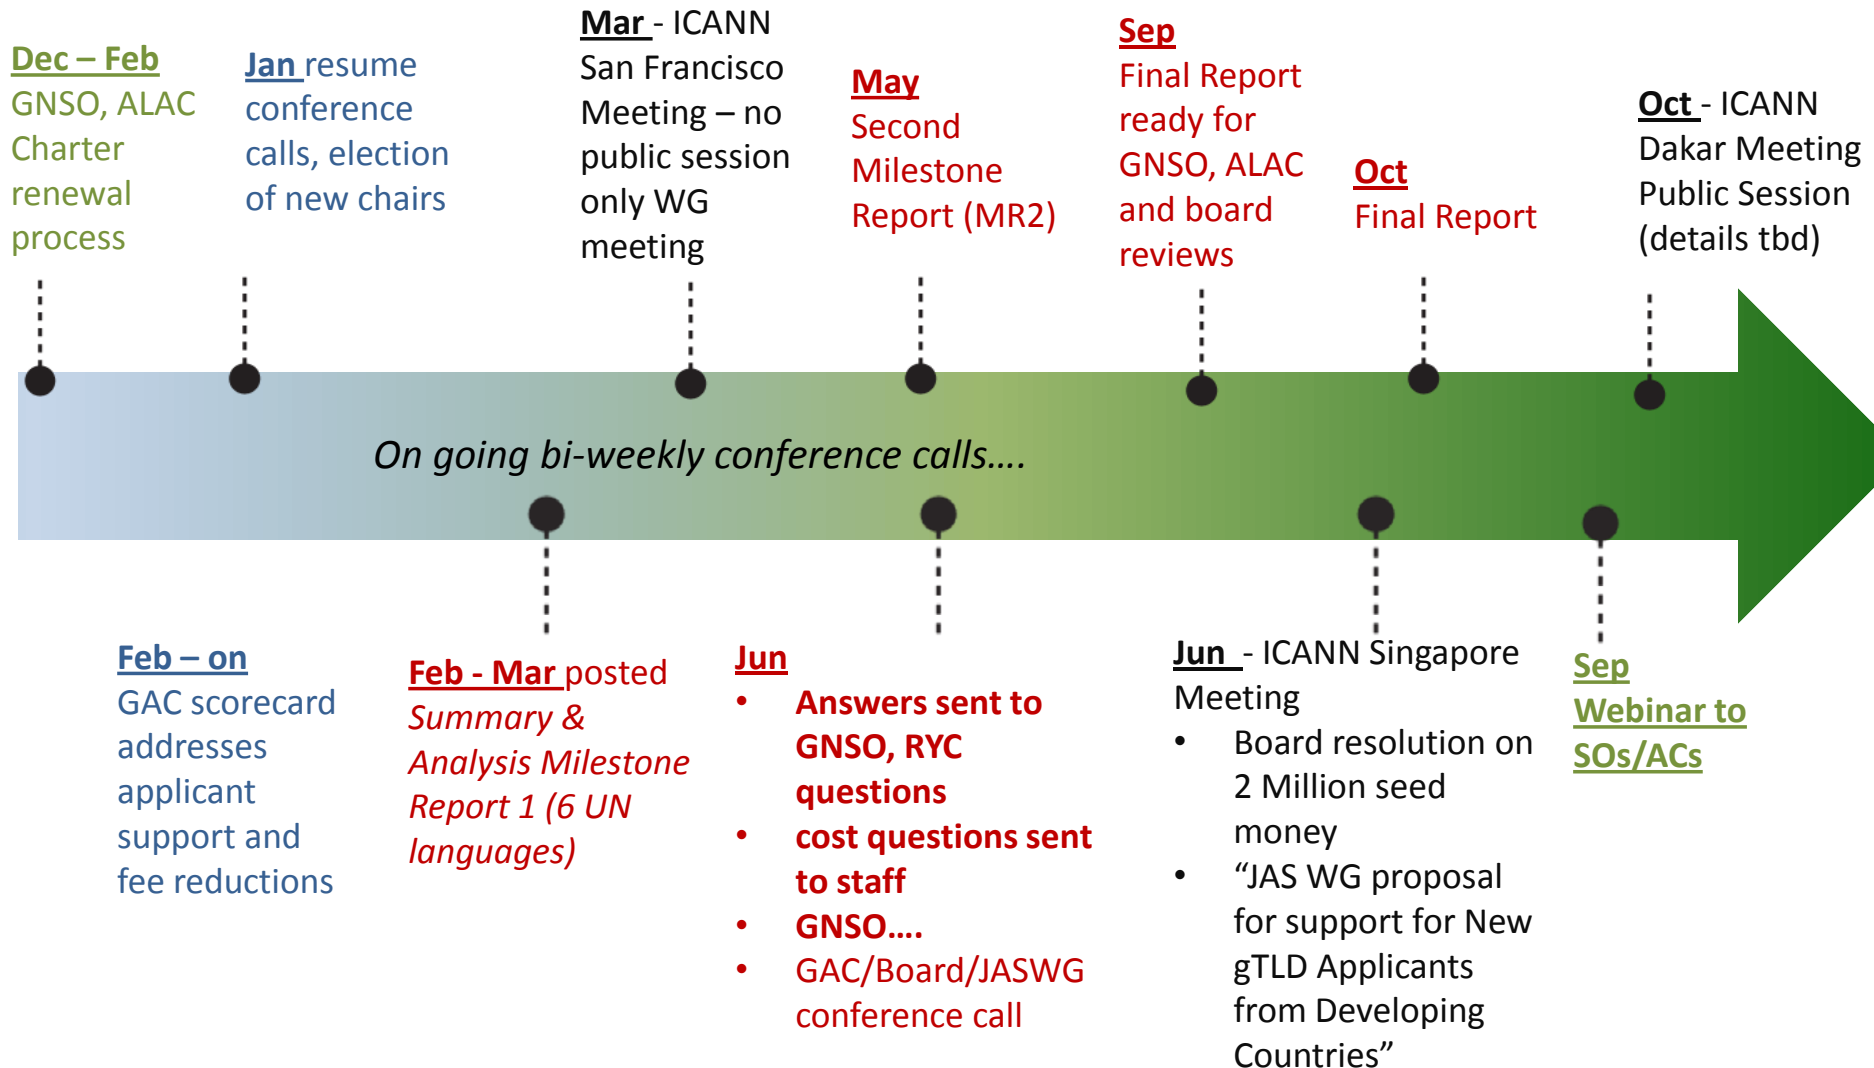 Dec – Feb
GNSO, ALAC
Charter
renewal
process
Jan resume
conference
calls, election
of new chairs
Mar - ICANN
San Francisco
Meeting – no
public session
only WG
meeting
May
Second
Milestone
Report (MR2)
Sep
Final Report
ready for
GNSO, ALAC
and board
reviews
Oct
Final Report
Oct - ICANN
Dakar Meeting
Public Session
(details tbd)
On going bi-weekly conference calls....
Feb – on
GAC scorecard
addresses
applicant
support and
fee reductions
Feb - Mar posted
Summary &
Analysis Milestone
Report 1 (6 UN
languages)
Jun
• Answers sent to
GNSO, RYC
questions
• cost questions sent
to staff
• GNSO....
• GAC/Board/JASWG
conference call
Jun - ICANN Singapore
Meeting
• Board resolution on
2 Million seed
money
• “JAS WG proposal
for support for New
gTLD Applicants
from Developing
Countries”
Sep
Webinar to
SOs/ACs